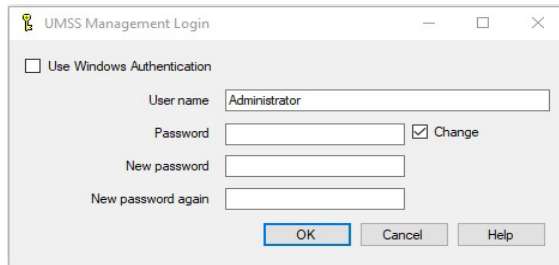 UMSS Management Login
Use Windows Authentication
User name Administrator
Password Change
New password
New password again
OK Cancel Help